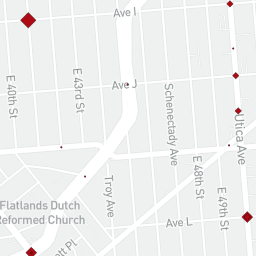 Ave I
E 40th St
E 43rd St
Ave J
Schenectady Ave
Utica Ave
E 48th St
E 49th St
Troy Ave
Flatlands Dutch
Reformed Church
Ave L
Pl